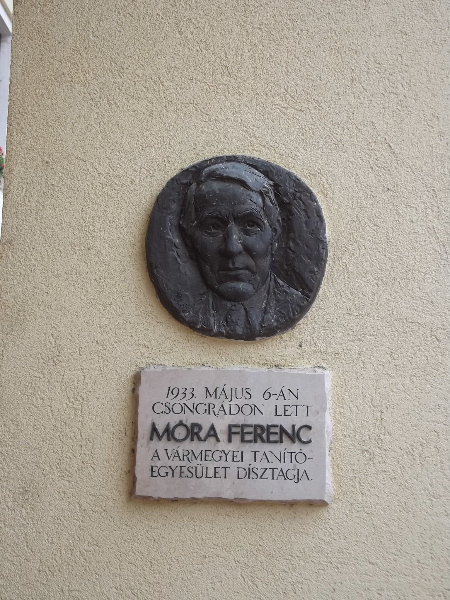 1933. MÁJUS 6-ÁN
CSONGRÁDON LETT
MÓRA FERENC
A VÁRMEGYEI TANÍTÓ-
EGYESÜLET DÍSZTAGJA.